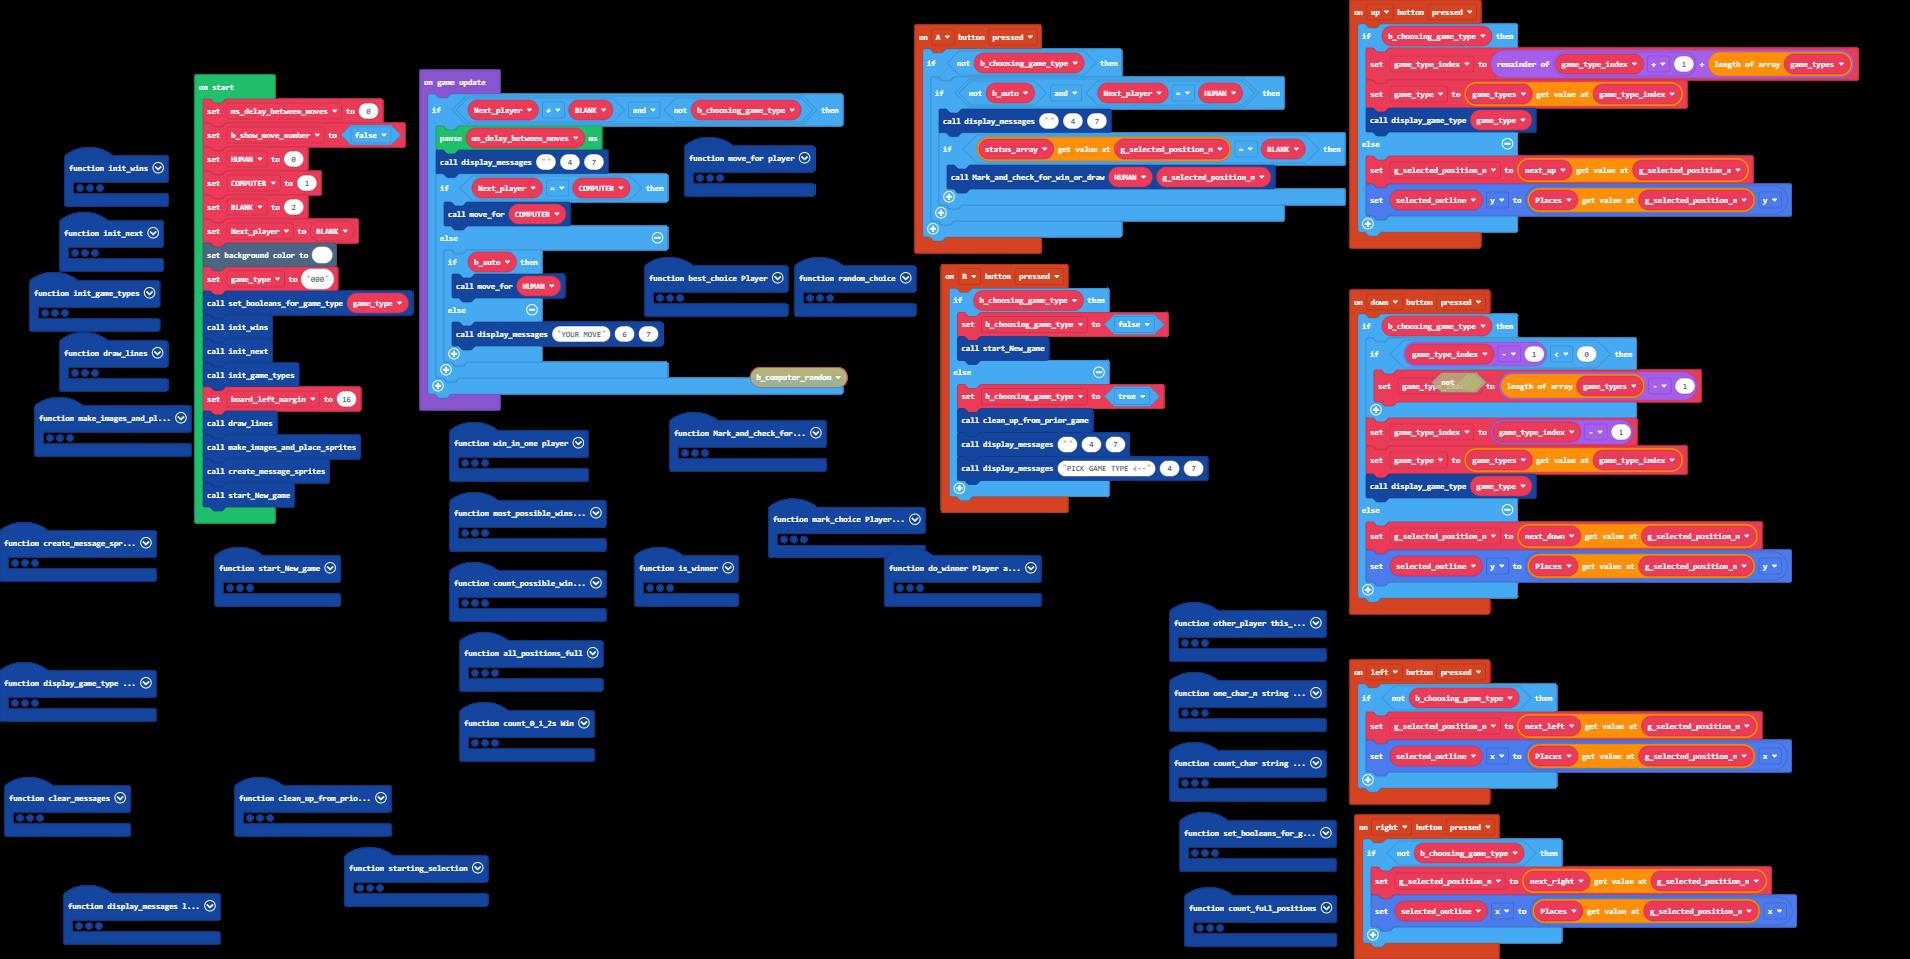 on start
set ms_delay_between_moves to 0
set b_show_move_number to false
set HUMAN to 0
set COMPUTER to 1
set BLANK to 2
set Next_player to BLANK
set background color to
set game_type to "000"
call set_booleans_for_game_type game_type
call init_wins
call init_next
call init_game_types
set board_left_margin to 16
call draw_lines
call make_images_and_place_sprites
call create_message_sprites
call start_New_game
function init_wins
function init_next
function init_game_types
function draw_lines
function make_images_and_pl...
function create_message_spr...
function start_New_game
function display_game_type ...
function clear_messages
function clean_up_from_prio...
function starting_selection
function display_messages l...
on game update
if Next_player ≠ BLANK and not b_choosing_game_type then
pause ms_delay_between_moves ms
call display_messages "" 4 7
if Next_player = COMPUTER then
call move_for COMPUTER
else
if b_auto then
call move_for HUMAN
else
call display_messages "YOUR MOVE" 6 7
b_computer_random
function move_for player
function best_choice Player
function random_choice
function Mark_and_check_for...
function win_in_one player
function most_possible_wins...
function count_possible_win...
function all_positions_full
function count_0_1_2s Win
function mark_choice Player...
function is_winner
function do_winner Player a...
on A button pressed
if not b_choosing_game_type then
if not b_auto and Next_player = HUMAN then
call display_messages "" 4 7
if status_array get value at g_selected_position_n = BLANK then
call Mark_and_check_for_win_or_draw HUMAN g_selected_position_n
on B button pressed
if b_choosing_game_type then
set b_choosing_game_type to false
call start_New_game
else
set b_choosing_game_type to true
call clean_up_from_prior_game
call display_messages "" 4 7
call display_messages "PICK GAME TYPE <--" 4 7
function other_player this_...
function one_char_n string ...
function count_char string ...
function set_booleans_for_g...
function count_full_positions
on up button pressed
if b_choosing_game_type then
set game_type_index to remainder of game_type_index + 1 ÷ length of array game_types
set game_type to game_types get value at game_type_index
call display_game_type game_type
else
set g_selected_position_n to next_up get value at g_selected_position_n
set selected_outline y to Places get value at g_selected_position_n y
on down button pressed
if b_choosing_game_type then
if game_type_index - 1 < 0 then
set game_ty not to length of array game_types - 1
set game_type_index to game_type_index - 1
set game_type to game_types get value at game_type_index
call display_game_type game_type
else
set g_selected_position_n to next_down get value at g_selected_position_n
set selected_outline y to Places get value at g_selected_position_n y
on left button pressed
if not b_choosing_game_type then
set g_selected_position_n to next_left get value at g_selected_position_n
set selected_outline x to Places get value at g_selected_position_n x
on right button pressed
if not b_choosing_game_type then
set g_selected_position_n to next_right get value at g_selected_position_n
set selected_outline x to Places get value at g_selected_position_n x